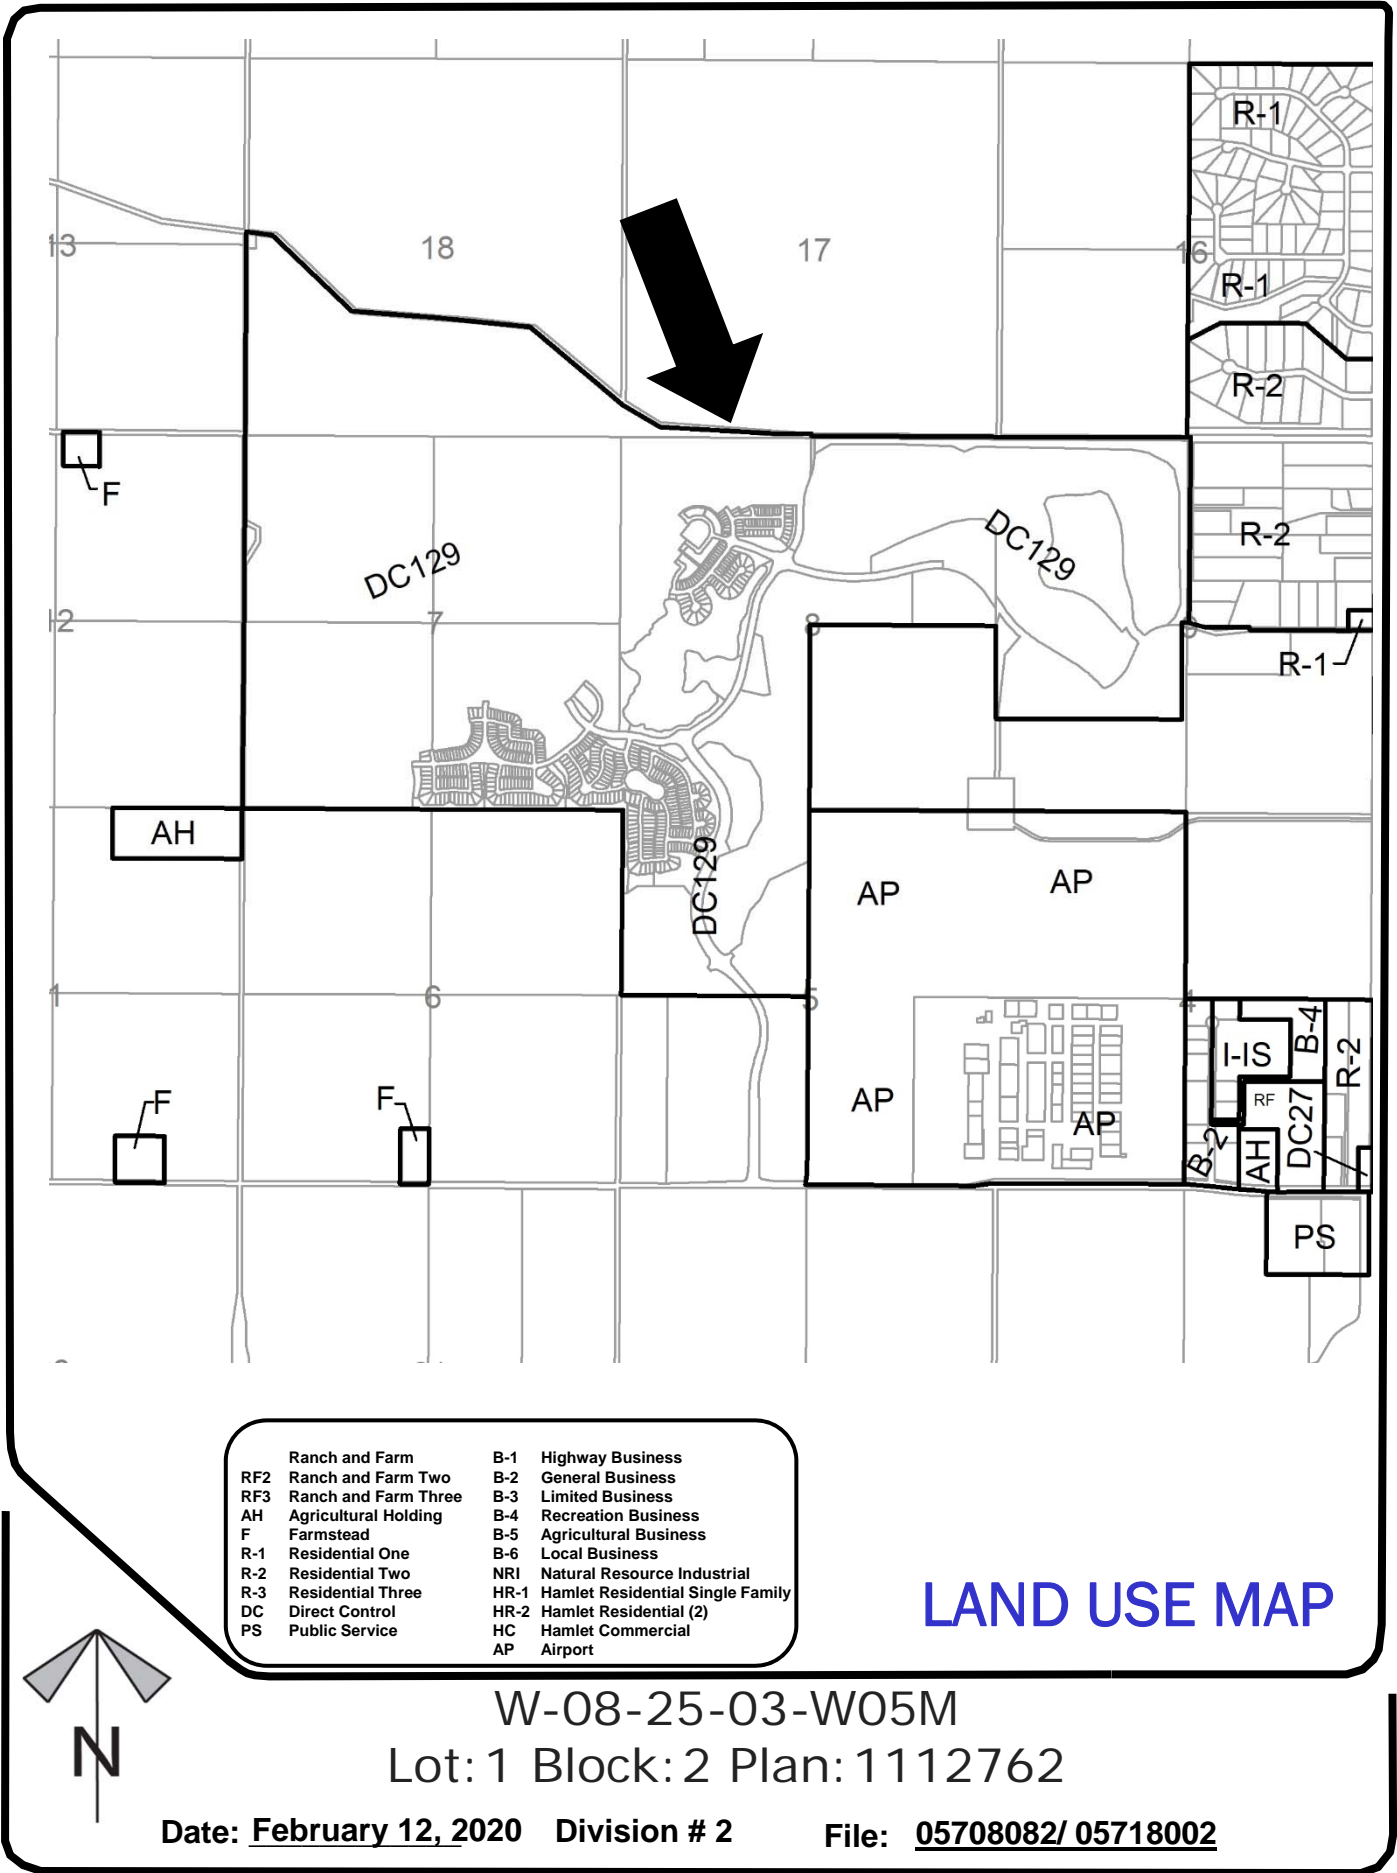 R-1
13
18
17
16
R-1
R-2
F
DC129
DC129
R-2
12
7
8
9
R-1
AH
DC129
AP
AP
1
6
5
4
I-IS
B-4
R-2
F
F
AP
AP
RF
B-2
AH
DC27
PS
Ranch and Farm
RF2 Ranch and Farm Two
RF3 Ranch and Farm Three
AH Agricultural Holding
F Farmstead
R-1 Residential One
R-2 Residential Two
R-3 Residential Three
DC Direct Control
PS Public Service
B-1 Highway Business
B-2 General Business
B-3 Limited Business
B-4 Recreation Business
B-5 Agricultural Business
B-6 Local Business
NRI Natural Resource Industrial
HR-1 Hamlet Residential Single Family
HR-2 Hamlet Residential (2)
HC Hamlet Commercial
AP Airport
LAND USE MAP
N
W-08-25-03-W05M
Lot:1 Block:2 Plan:1112762
Date: February 12, 2020 Division # 2 File: 05708082/ 05718002